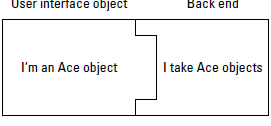 User interface object
Back end
I'm an Ace object
I take Ace objects